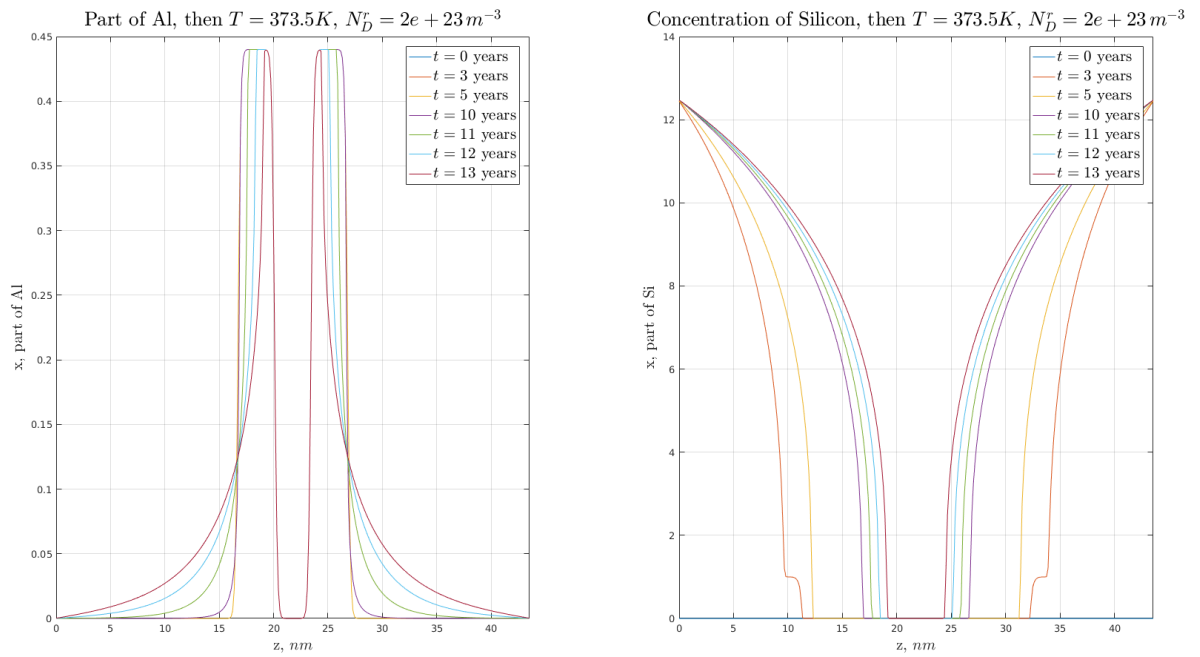 Part of Al, then T = 373.5K, N_D^r = 2e + 23 m^−3
0.45
0.4
0.35
0.3
0.25
0.2
0.15
0.1
0.05
0
x, part of Al
0 5 10 15 20 25 30 35 40
z, nm
t = 0 years
t = 3 years
t = 5 years
t = 10 years
t = 11 years
t = 12 years
t = 13 years
Concentration of Silicon, then T = 373.5K, N_D^r = 2e + 23 m^−3
14
12
10
8
6
4
2
0
x, part of Si
0 5 10 15 20 25 30 35 40
z, nm
t = 0 years
t = 3 years
t = 5 years
t = 10 years
t = 11 years
t = 12 years
t = 13 years